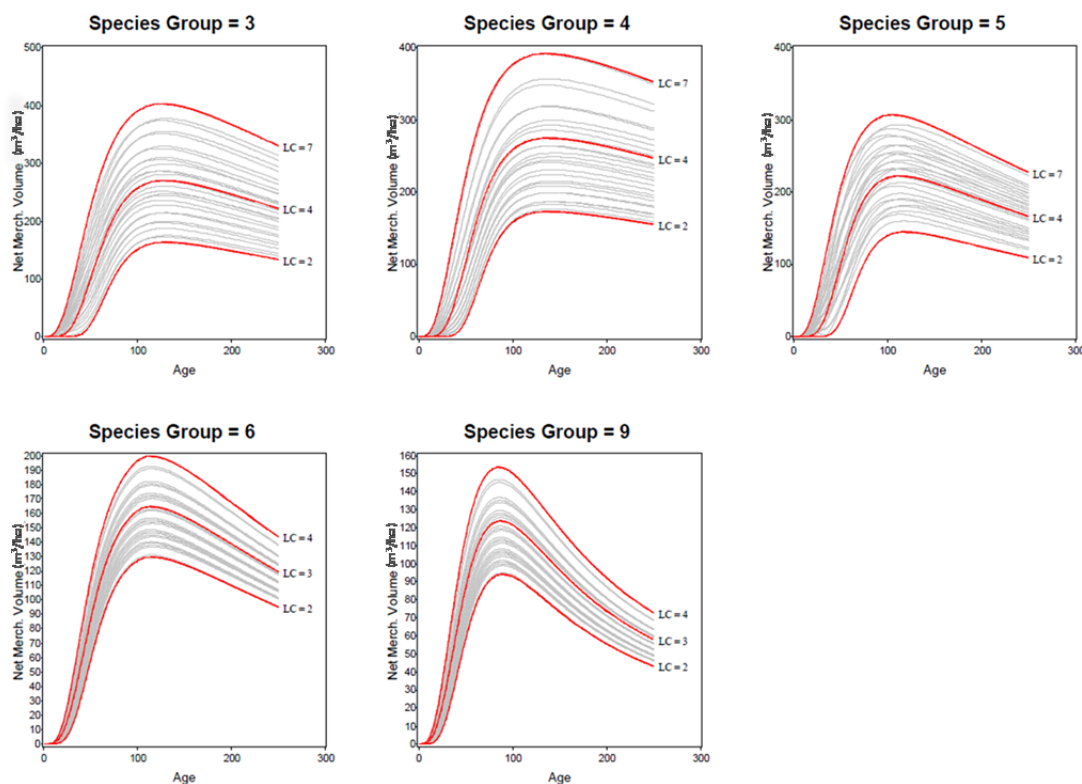 Species Group = 3
Net Merch. Volume (m³/ha)
500
400
300
200
100
0
LC = 7
LC = 4
LC = 2
0 100 200 300
Age
Species Group = 4
Net Merch. Volume (m³/ha)
400
300
200
100
0
LC = 7
LC = 4
LC = 2
0 100 200 300
Age
Species Group = 5
Net Merch. Volume (m³/ha)
400
300
200
100
0
LC = 7
LC = 4
LC = 2
0 100 200 300
Age
Species Group = 6
Net Merch. Volume (m³/ha)
200
190
180
170
160
150
140
130
120
110
100
90
80
70
60
50
40
30
20
10
0
LC = 4
LC = 3
LC = 2
0 100 200 300
Age
Species Group = 9
Net Merch. Volume (m³/ha)
160
150
140
130
120
110
100
90
80
70
60
50
40
30
20
10
0
LC = 4
LC = 3
LC = 2
0 100 200 300
Age